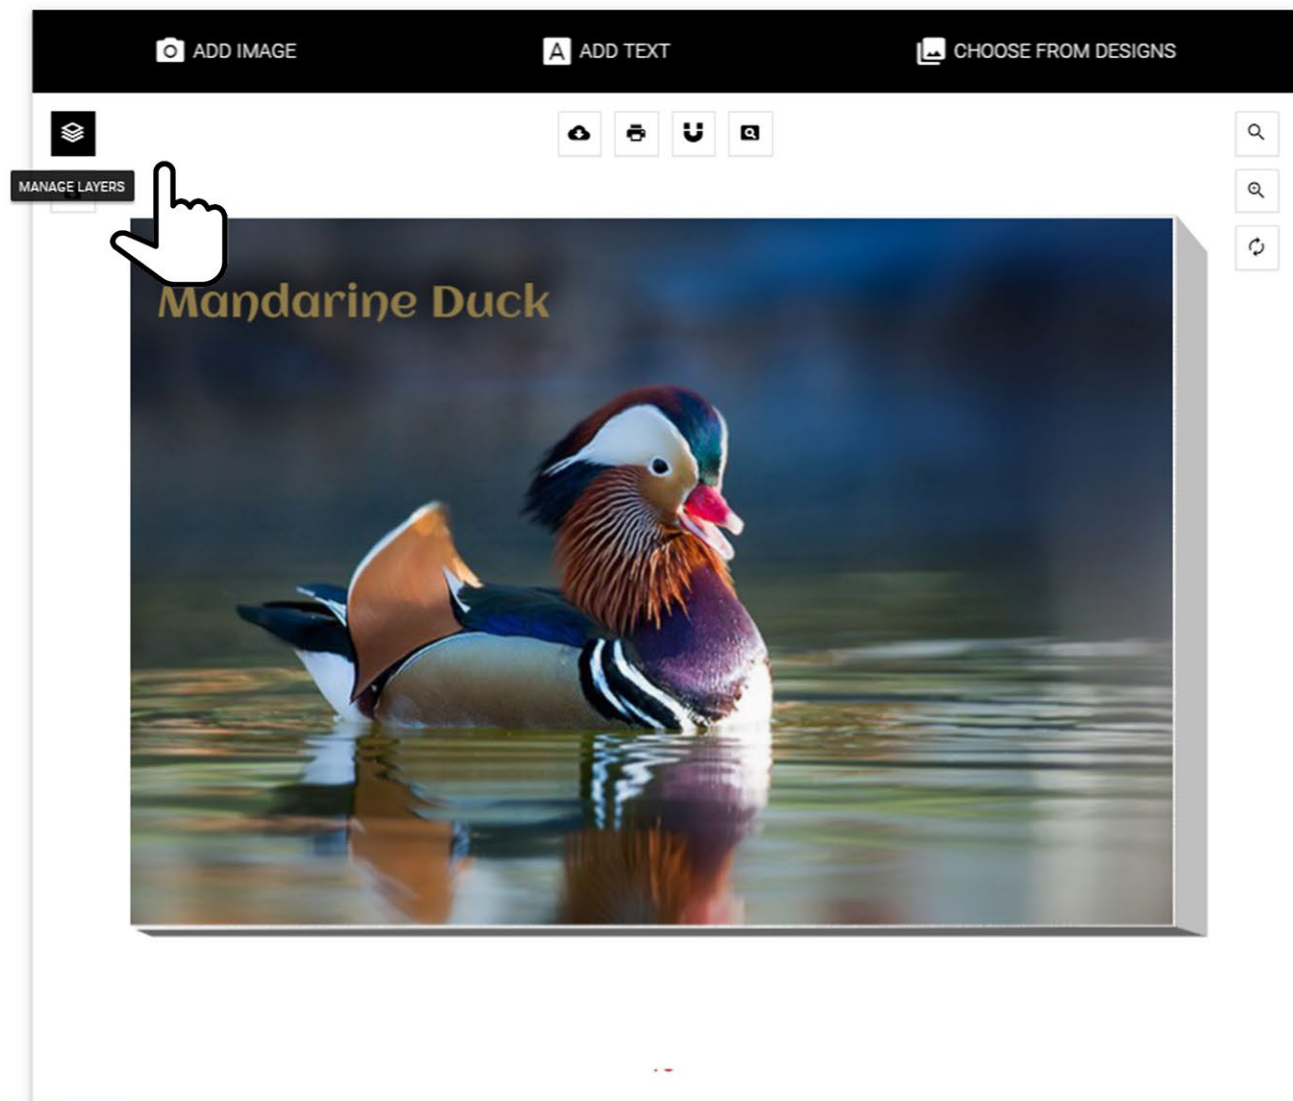 ADD IMAGE
ADD TEXT
CHOOSE FROM DESIGNS
MANAGE LAYERS
Mandarine Duck